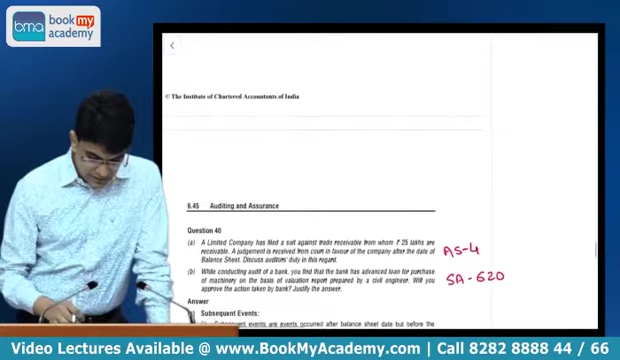 bma
book my
academy
© The Institute of Chartered Accountants of India
6.45 Auditing and Assurance
Question 40
(a) A Limited Company has filed a salt against trade receivable from whom ₹ 25 lakhs are
receivable. A judgement is received from court in favour of the company after the date of
Balance Sheet. Discuss auditors' duty in this regard.
AS-4
(b) While conducting audit of a bank, you find that the bank has advanced loan for purchase
of machinery on the basis of valuation report prepared by a civil engineer. Will you
approve the action taken by bank? Justify the answer.
SA-620
Answer
Subsequent Events:
Subsequent events are events occurred after balance sheet date but before the
Video Lectures Available @ www.BookMyAcademy.com | Call 8282 8888 44 / 66